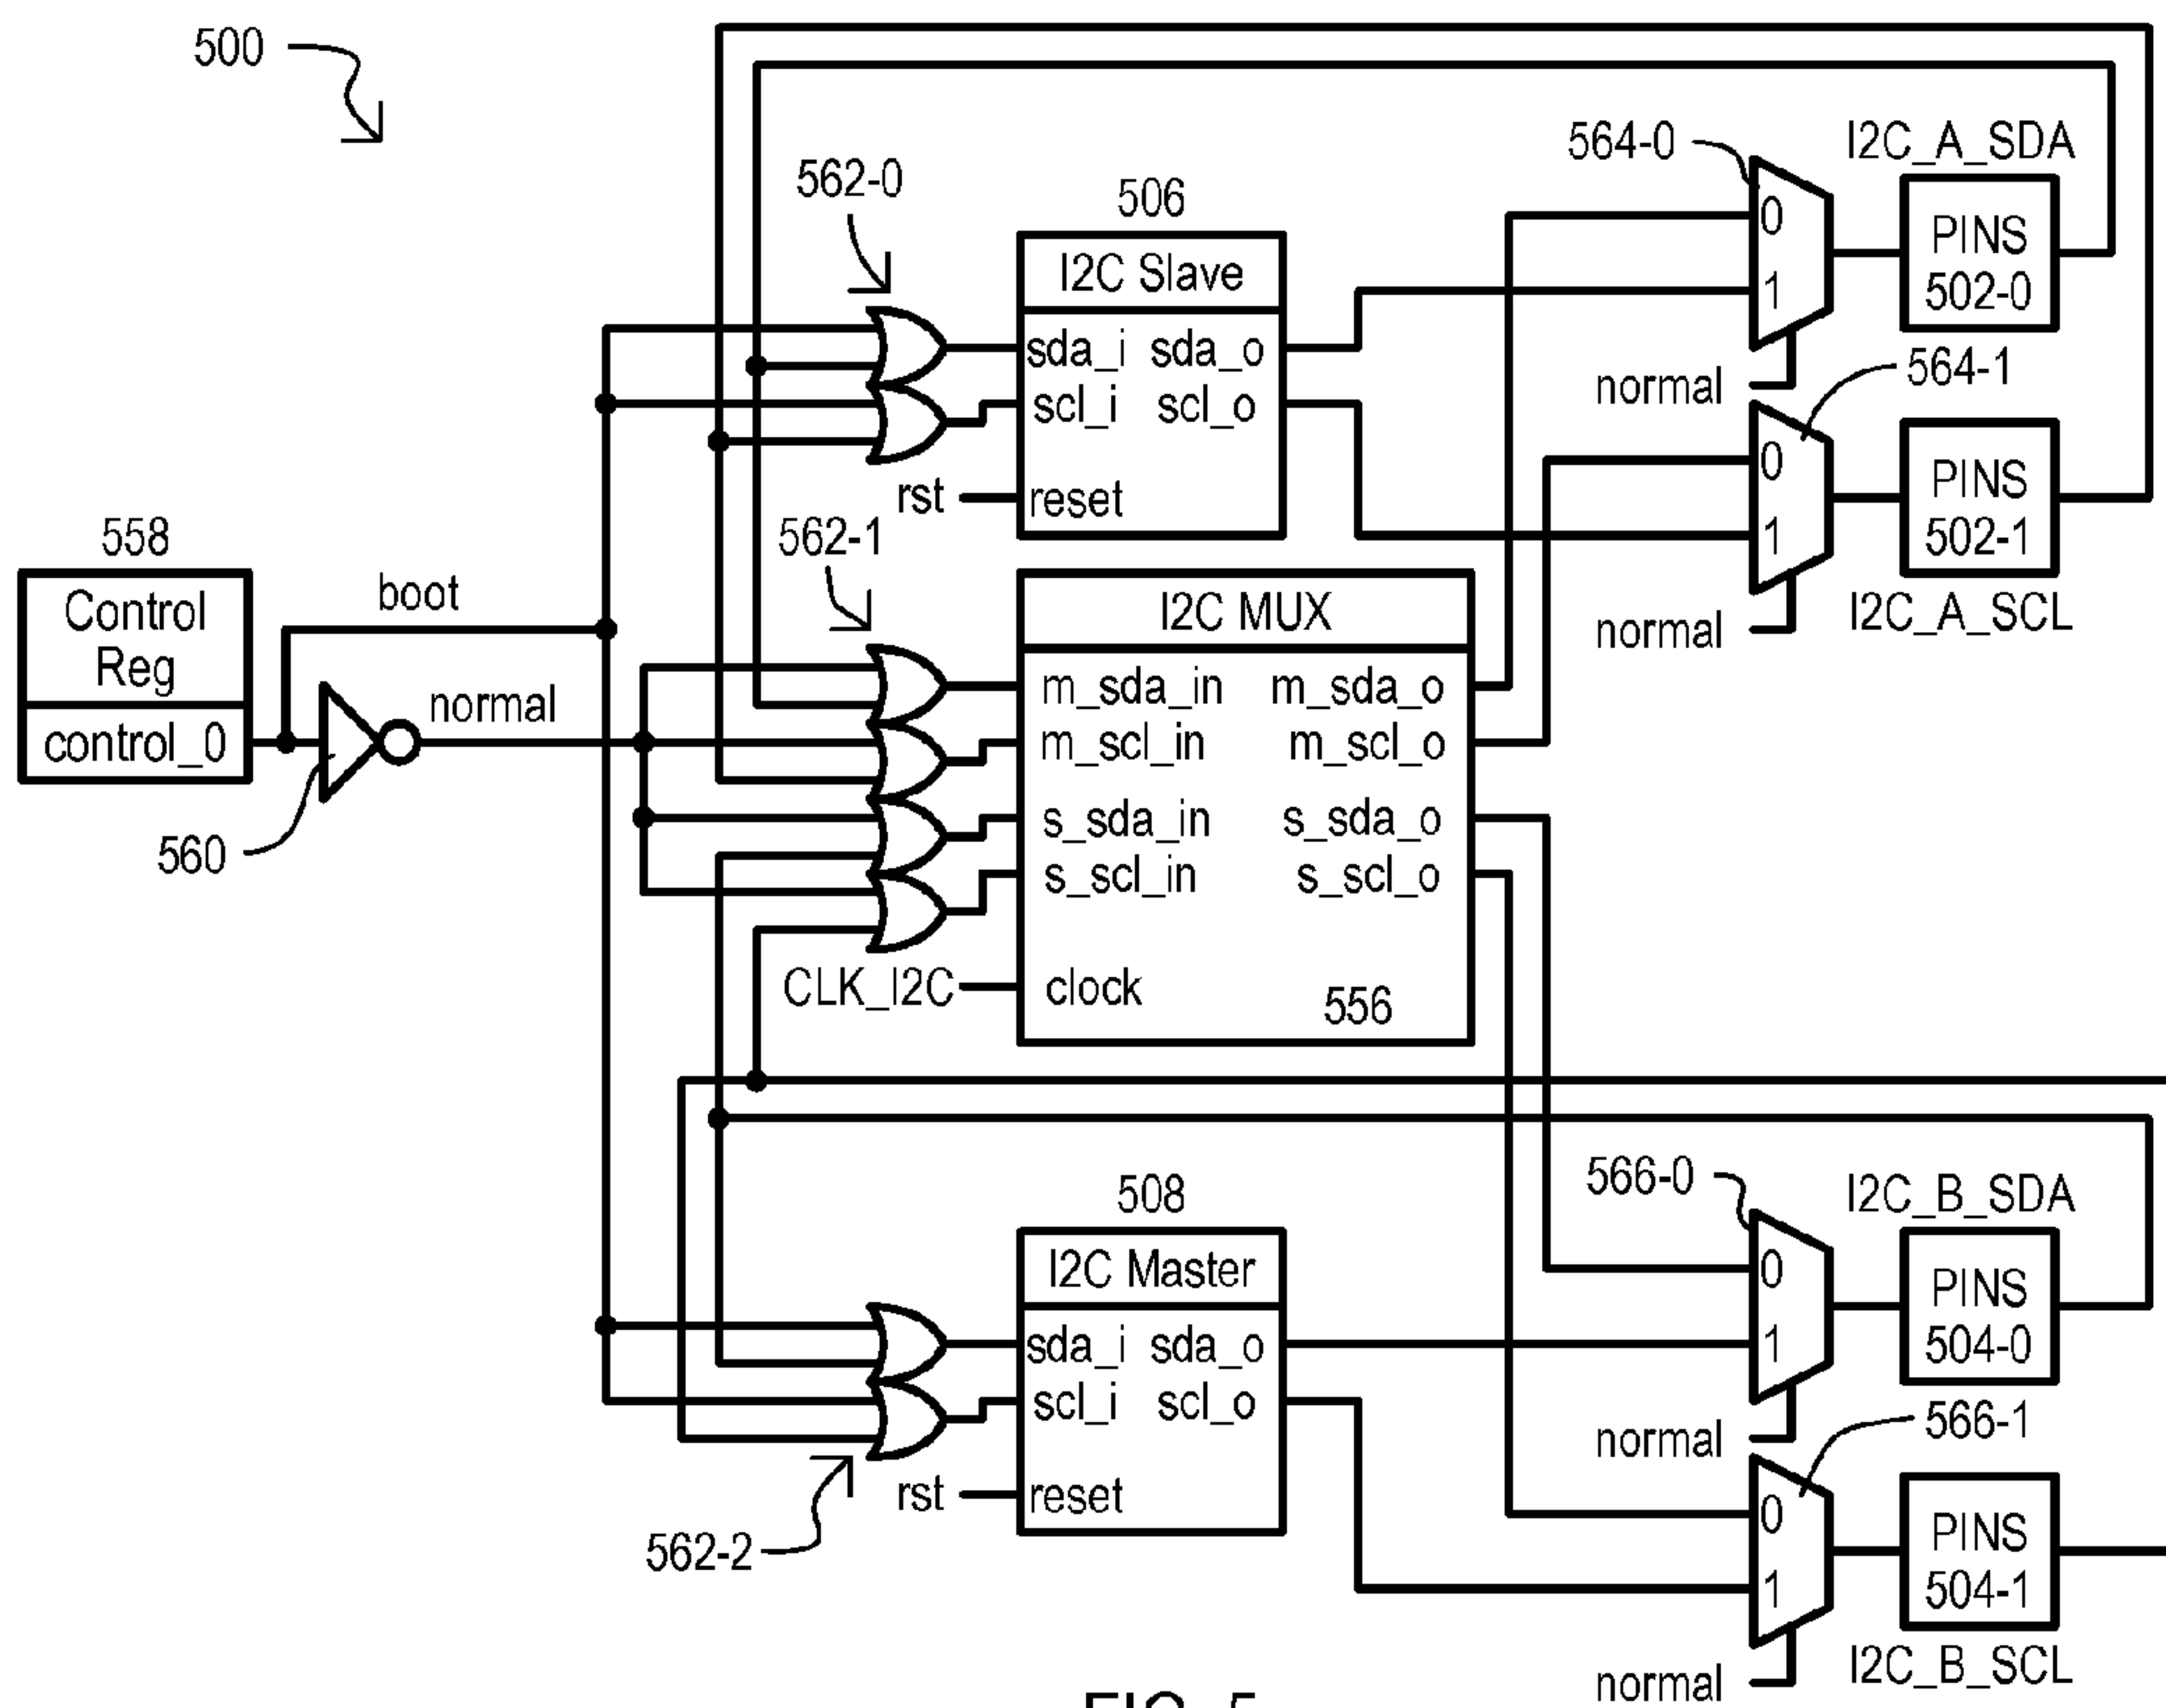 500
564-0
I2C_A_SDA
562-0
506
I2C Slave
0
1
PINS
502-0
sda_i sda_o
scl_i scl_o
normal
564-1
rst
reset
0
1
PINS
502-1
558
562-1
Control
Reg
control_0
boot
normal
560
I2C MUX
normal
I2C_A_SCL
m_sda_in m_sda_o
m_scl_in m_scl_o
s_sda_in s_sda_o
s_scl_in s_scl_o
CLK_I2C
clock
556
508
566-0
I2C_B_SDA
I2C Master
0
1
PINS
504-0
sda_i sda_o
scl_i scl_o
normal
566-1
rst
reset
562-2
0
1
PINS
504-1
normal
I2C_B_SCL
FIG. 5